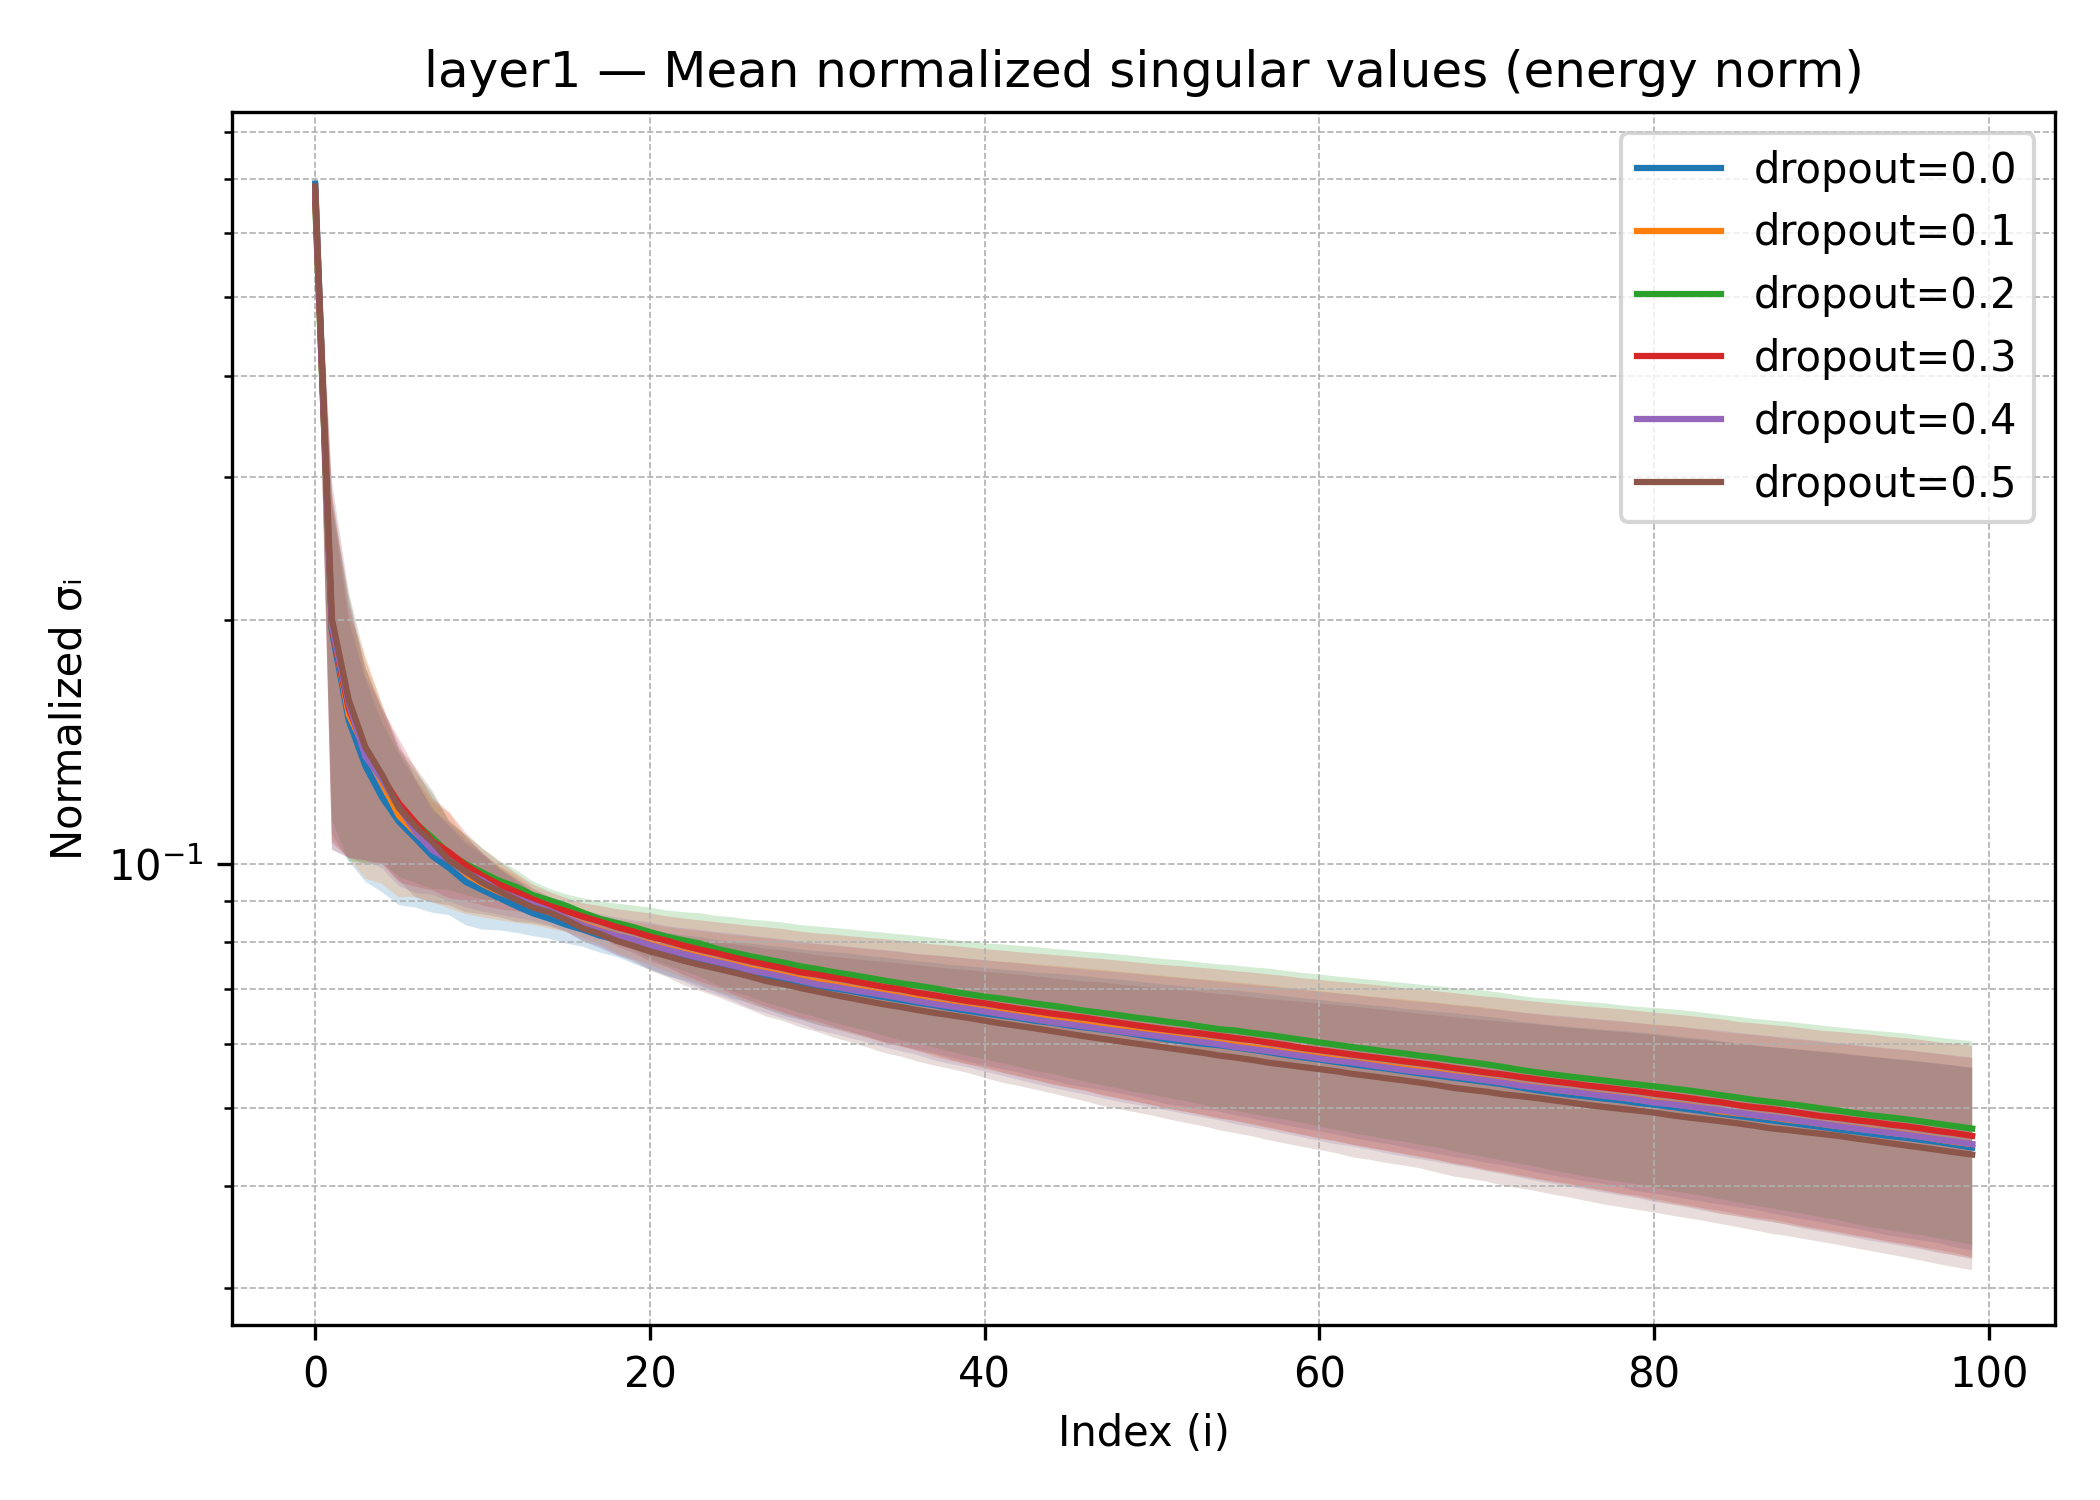 layer1 — Mean normalized singular values (energy norm)
dropout=0.0
dropout=0.1
dropout=0.2
dropout=0.3
dropout=0.4
dropout=0.5
Normalized σᵢ
10⁻¹
0 20 40 60 80 100
Index (i)